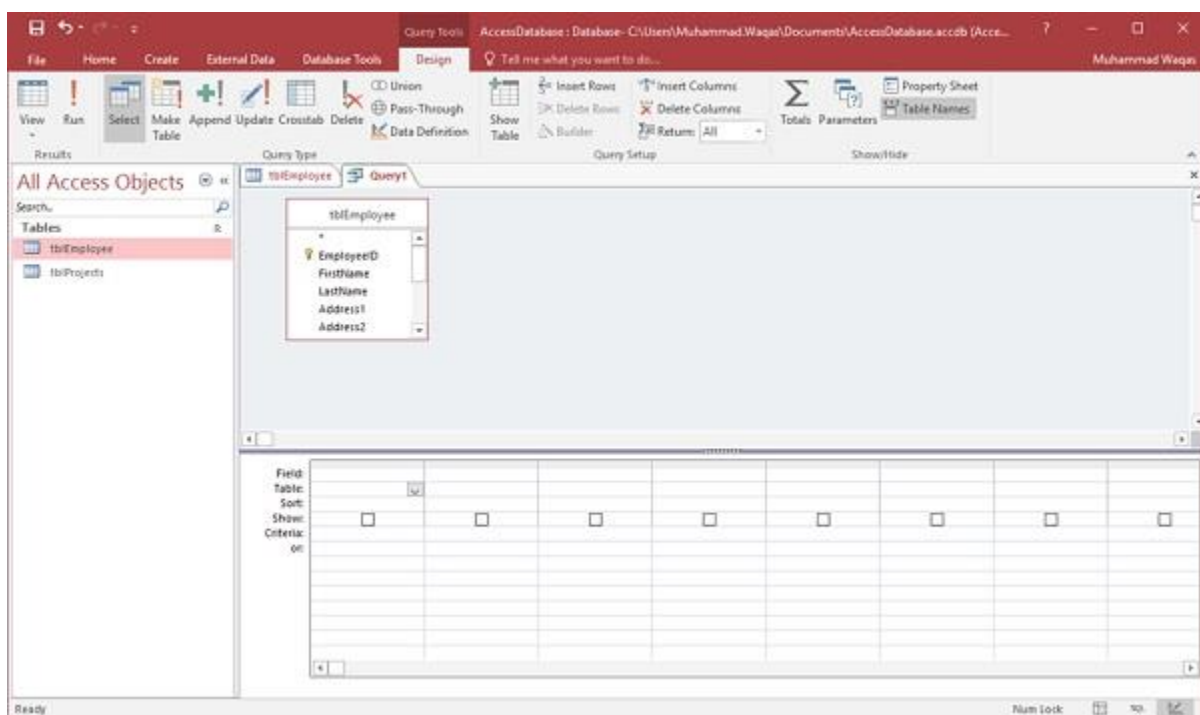 Query Tools AccessDatabase : Database- C:\Users\Muhammad.Waqas\Documents\AccessDatabase.accdb (Acce... ?
File Home Create External Data Database Tools Design Tell me what you want to do... Muhammad Waqas
View Run Select Make Table Append Update Crosstab Delete
Union
Pass-Through
Data Definition
Show Table
Insert Rows
Delete Rows
Builder
Insert Columns
Delete Columns
Return: All
Totals Parameters
Property Sheet
Table Names
Results Query Type Query Setup Show/Hide
All Access Objects
Search...
Tables
tblEmployee
tblProjects
tblEmployee Query1
tblEmployee
*
EmployeeID
FirstName
LastName
Address1
Address2
Field:
Table:
Sort:
Show:
Criteria:
or:
Ready Num Lock SQL